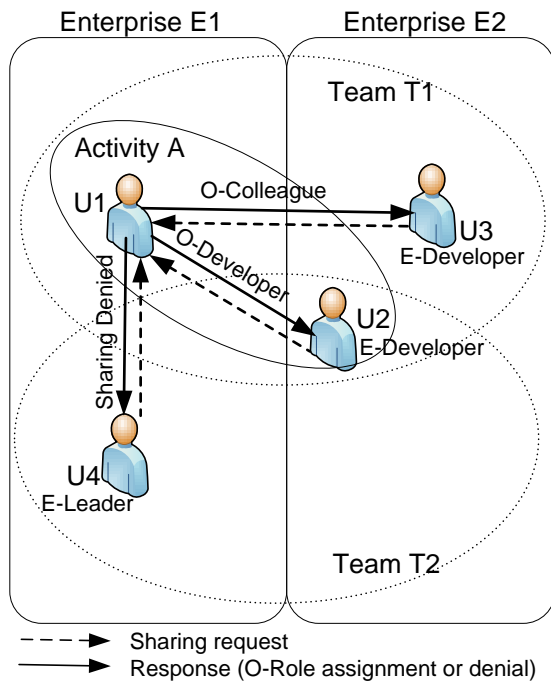 Enterprise E1
Enterprise E2
Team T1
Activity A
U1
O-Colleague
U3
E-Developer
O-Developer
Sharing Denied
U2
E-Developer
U4
E-Leader
Team T2
Sharing request
Response (O-Role assignment or denial)